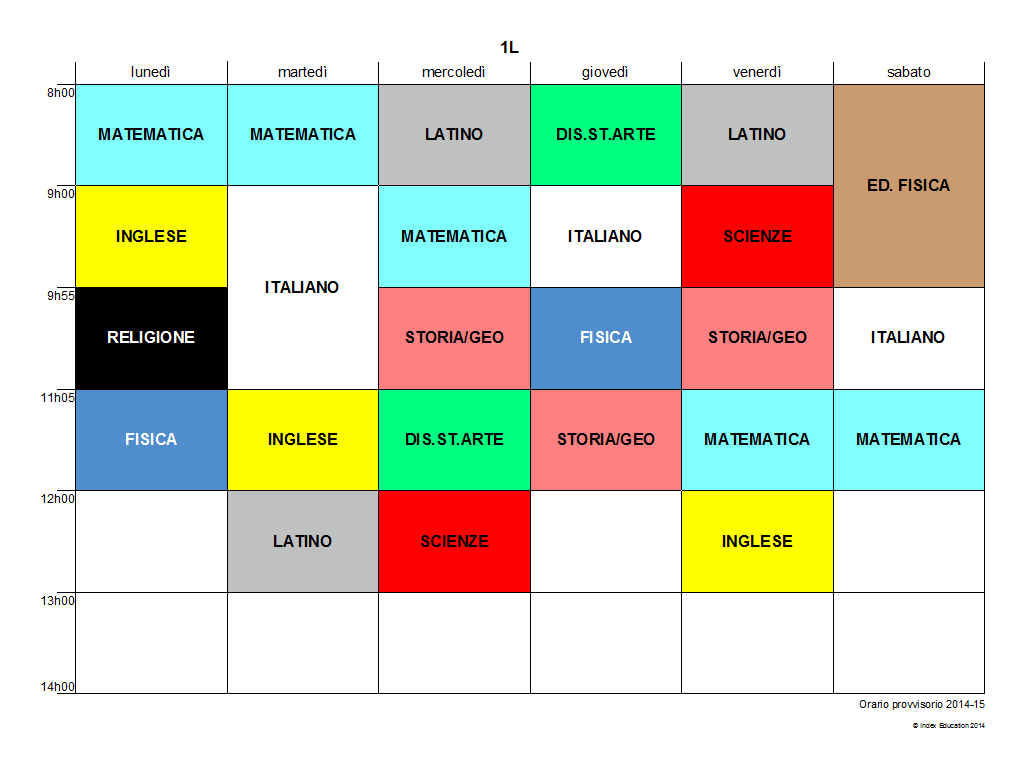 1L
lunedì martedì mercoledì giovedì venerdì sabato
8h00
MATEMATICA MATEMATICA LATINO DIS.ST.ARTE LATINO
ED. FISICA
9h00
INGLESE MATEMATICA ITALIANO SCIENZE
ITALIANO
9h55
RELIGIONE STORIA/GEO FISICA STORIA/GEO ITALIANO
11h05
FISICA INGLESE DIS.ST.ARTE STORIA/GEO MATEMATICA MATEMATICA
12h00
LATINO SCIENZE INGLESE
13h00
14h00
Orario provvisorio 2014-15
© Index Education 2014